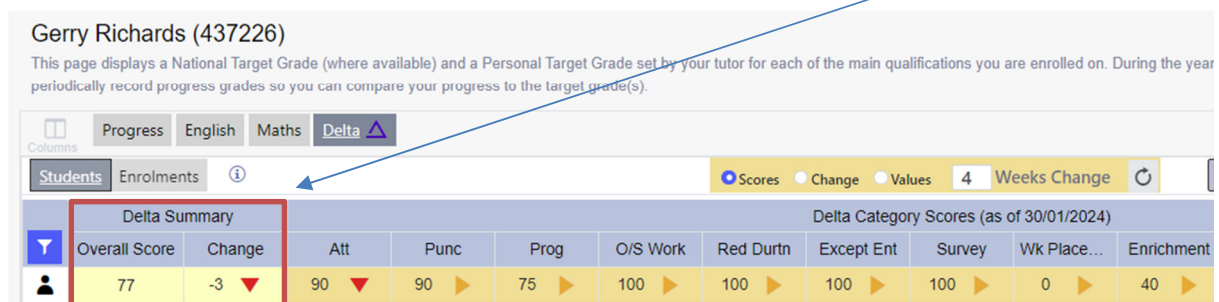 Gerry Richards (437226)
This page displays a National Target Grade (where available) and a Personal Target Grade set by your tutor for each of the main qualifications you are enrolled on. During the year
periodically record progress grades so you can compare your progress to the target grade(s).
Columns Progress English Maths Delta
Students Enrolments Scores Change Values 4 Weeks Change
Delta Summary Delta Category Scores (as of 30/01/2024)
Overall Score Change Att Punc Prog O/S Work Red Durtn Except Ent Survey Wk Place... Enrichment
77 -3 90 90 75 100 100 100 100 0 40